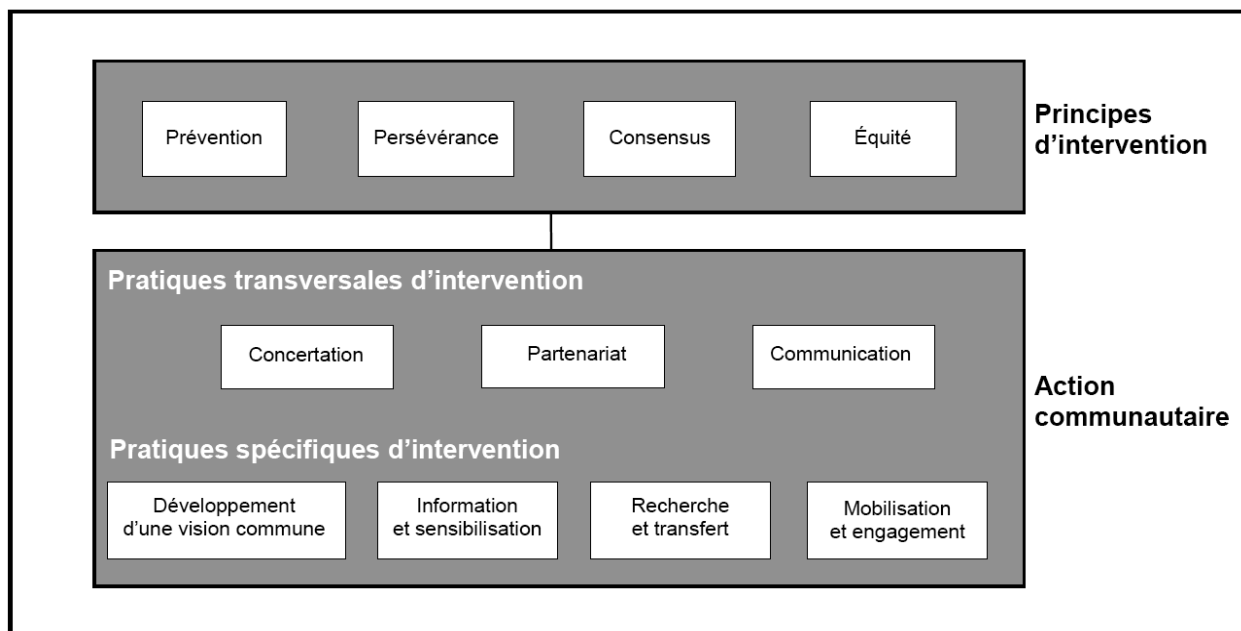 Prévention
Persévérance
Consensus
Équité
Principes
d’intervention
Pratiques transversales d’intervention
Concertation
Partenariat
Communication
Action
communautaire
Pratiques spécifiques d’intervention
Développement
d’une vision commune
Information
et sensibilisation
Recherche
et transfert
Mobilisation
et engagement